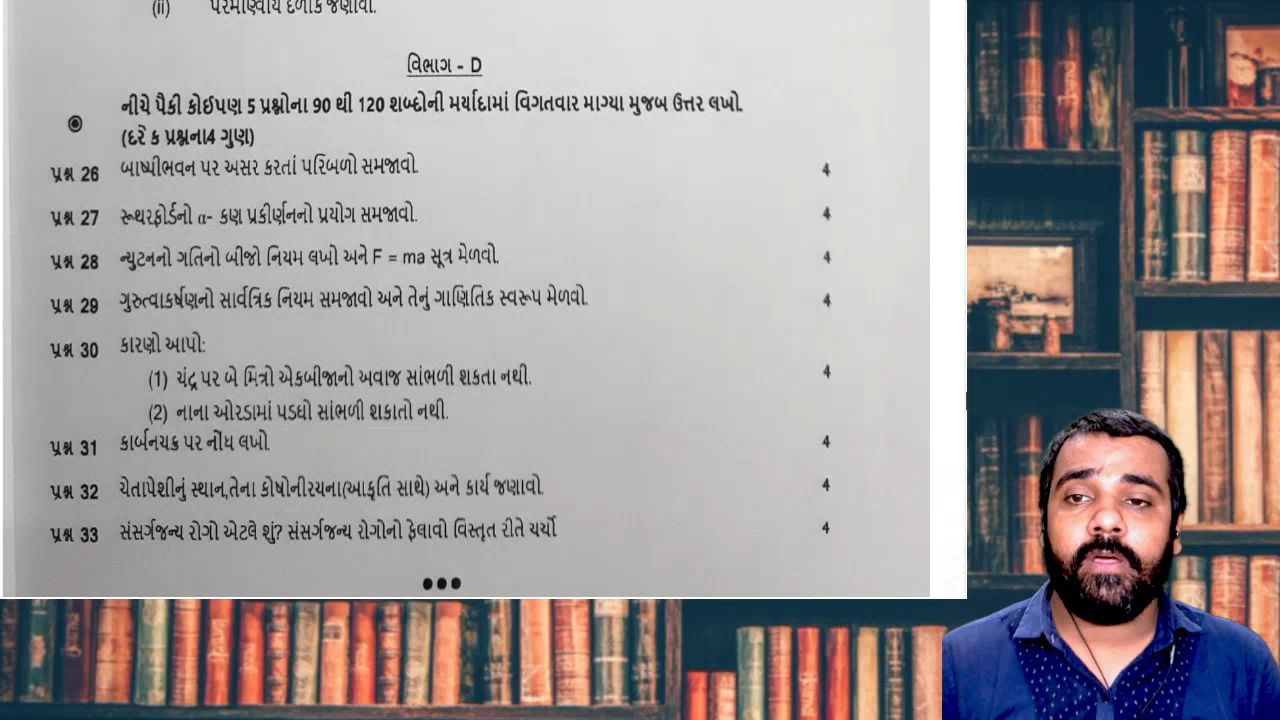 (ii) પરમાણ્વીય દળાંક જણાવો.
વિભાગ - D
નીચે પૈકી કોઈપણ 5 પ્રશ્નોના 90 થી 120 શબ્દોની મર્યાદામાં વિગતવાર માગ્યા મુજબ ઉત્તર લખો.
(દરે ક પ્રશ્નના4 ગુણ)
પ્રશ્ન 26 બાષ્પીભવન પર અસર કરતાં પરિબળો સમજાવો. 4
પ્રશ્ન 27 રૂથરફોર્ડનો α- કણ પ્રકીર્ણનનો પ્રયોગ સમજાવો. 4
પ્રશ્ન 28 ન્યુટનનો ગતિનો બીજો નિયમ લખો અને F = ma સૂત્ર મેળવો. 4
પ્રશ્ન 29 ગુરુત્વાકર્ષણનો સાર્વત્રિક નિયમ સમજાવો અને તેનું ગાણિતિક સ્વરૂપ મેળવો. 4
પ્રશ્ન 30 કારણો આપો:
(1) ચંદ્ર પર બે મિત્રો એકબીજાનો અવાજ સાંભળી શકતા નથી. 4
(2) નાના ઓરડામાં પડઘો સાંભળી શકાતો નથી.
પ્રશ્ન 31 કાર્બનચક્ર પર નોંધ લખો. 4
પ્રશ્ન 32 ચેતાપેશીનું સ્થાન,તેના કોષોનીરચના(આકૃતિ સાથે) અને કાર્ય જણાવો. 4
પ્રશ્ન 33 સંસર્ગજન્ય રોગો એટલે શું? સંસર્ગજન્ય રોગોનો ફેલાવો વિસ્તૃત રીતે ચર્ચો 4